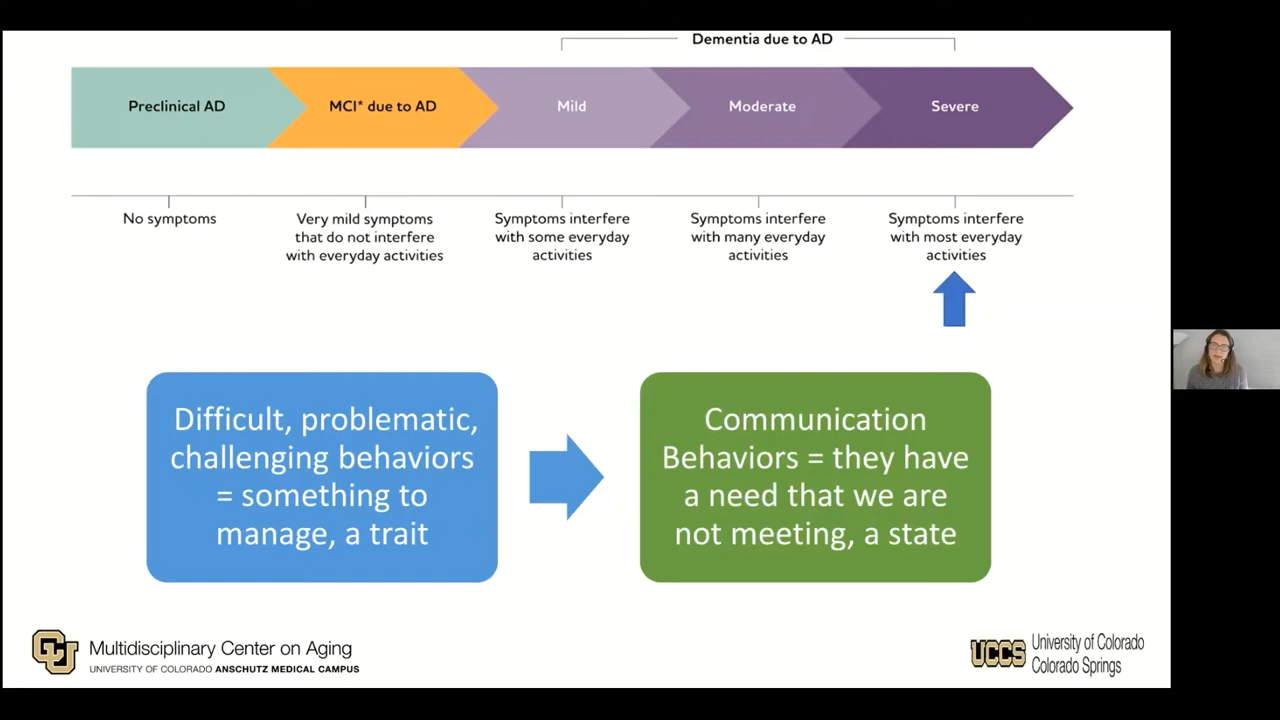 Dementia due to AD
Preclinical AD
MCI* due to AD
Mild
Moderate
Severe
No symptoms
Very mild symptoms
that do not interfere
with everyday activities
Symptoms interfere
with some everyday
activities
Symptoms interfere
with many everyday
activities
Symptoms interfere
with most everyday
activities
Difficult, problematic,
challenging behaviors
= something to
manage, a trait
Communication
Behaviors = they have
a need that we are
not meeting, a state
CU
Multidisciplinary Center on Aging
UNIVERSITY OF COLORADO ANSCHUTZ MEDICAL CAMPUS
UCCS
University of Colorado
Colorado Springs